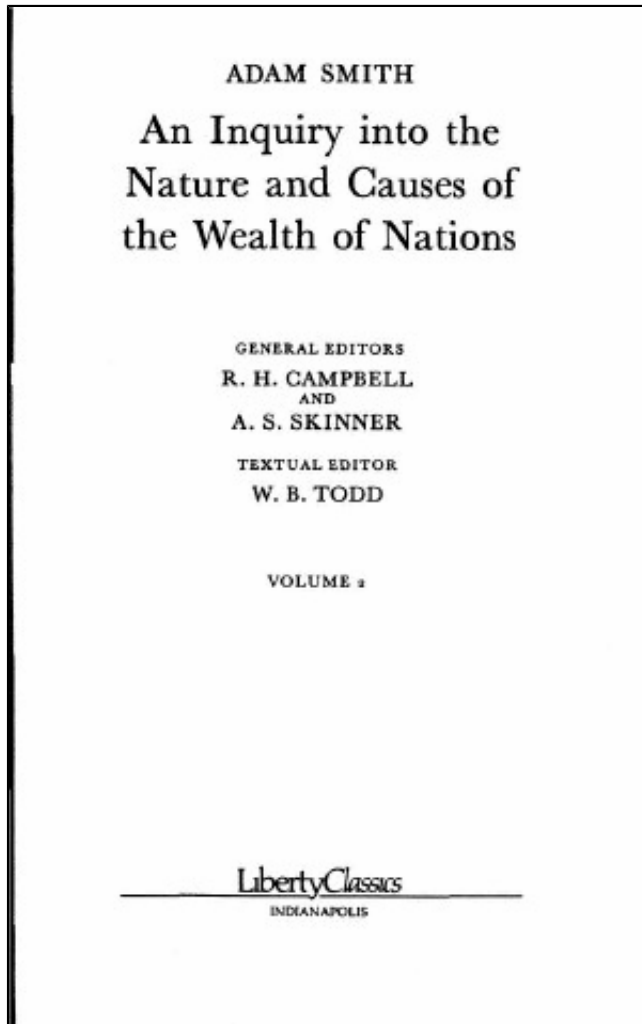 ADAM SMITH
An Inquiry into the
Nature and Causes of
the Wealth of Nations
GENERAL EDITORS
R. H. CAMPBELL
AND
A. S. SKINNER
TEXTUAL EDITOR
W. B. TODD
VOLUME 2
LibertyClassics
INDIANAPOLIS